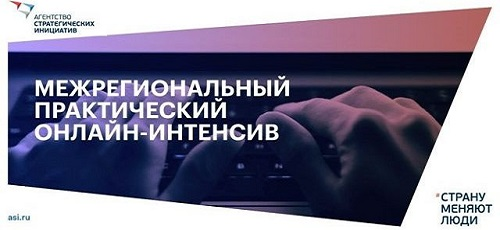 АГЕНТСТВО
СТРАТЕГИЧЕСКИХ
ИНИЦИАТИВ
МЕЖРЕГИОНАЛЬНЫЙ
ПРАКТИЧЕСКИЙ
ОНЛАЙН-ИНТЕНСИВ
asi.ru
#СТРАНУ
МЕНЯЮТ
ЛЮДИ